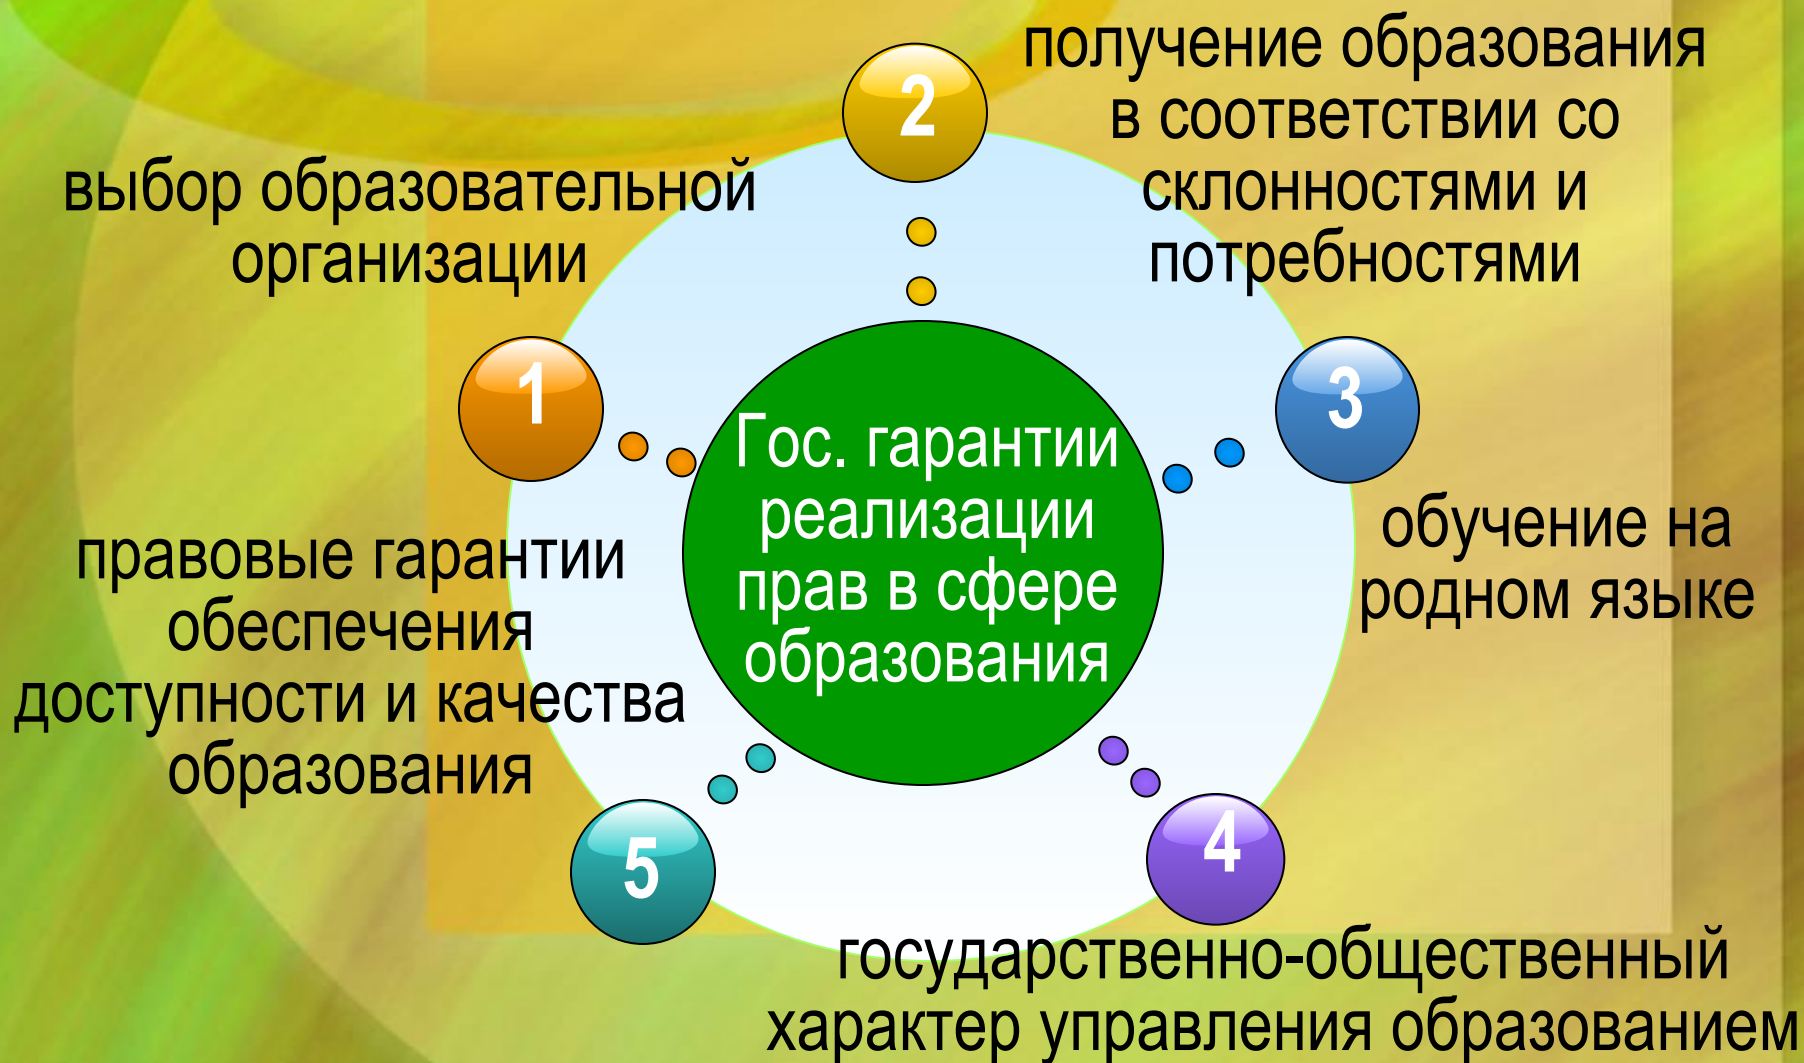 1
выбор образовательной
организации
2
получение образования
в соответствии со
склонностями и
потребностями
3
обучение на
родном языке
4
государственно-общественный
характер управления образованием
5
правовые гарантии
обеспечения
доступности и качества
образования
Гос. гарантии
реализации
прав в сфере
образования